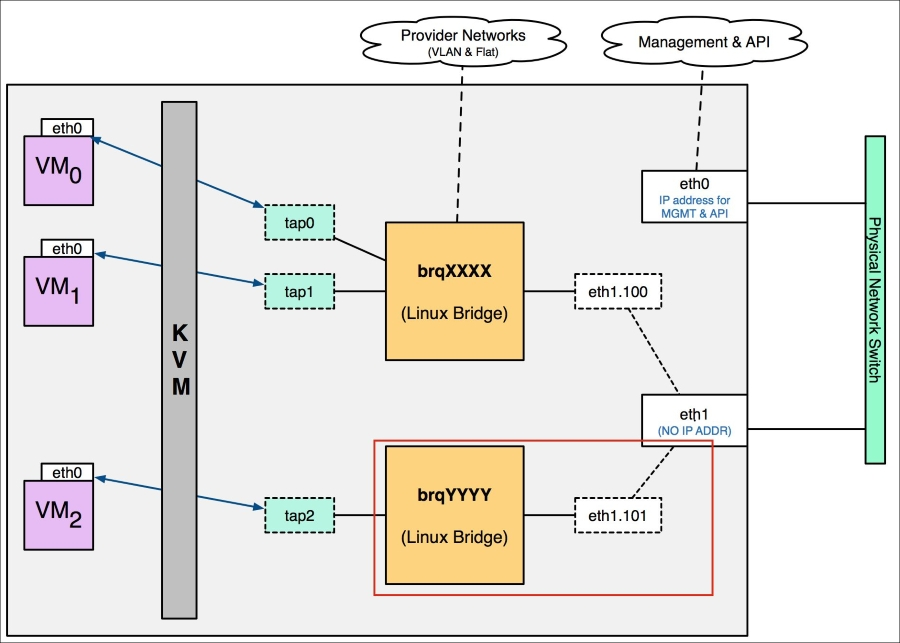 Provider Networks
(VLAN & Flat)
Management & API
eth0
VM0
eth0
IP address for
MGMT & API
tap0
eth0
VM1
tap1
brqXXXX
(Linux Bridge)
eth1.100
Physical Network Switch
K
V
M
eth1
(NO IP ADDR)
eth0
VM2
tap2
brqYYYY
(Linux Bridge)
eth1.101